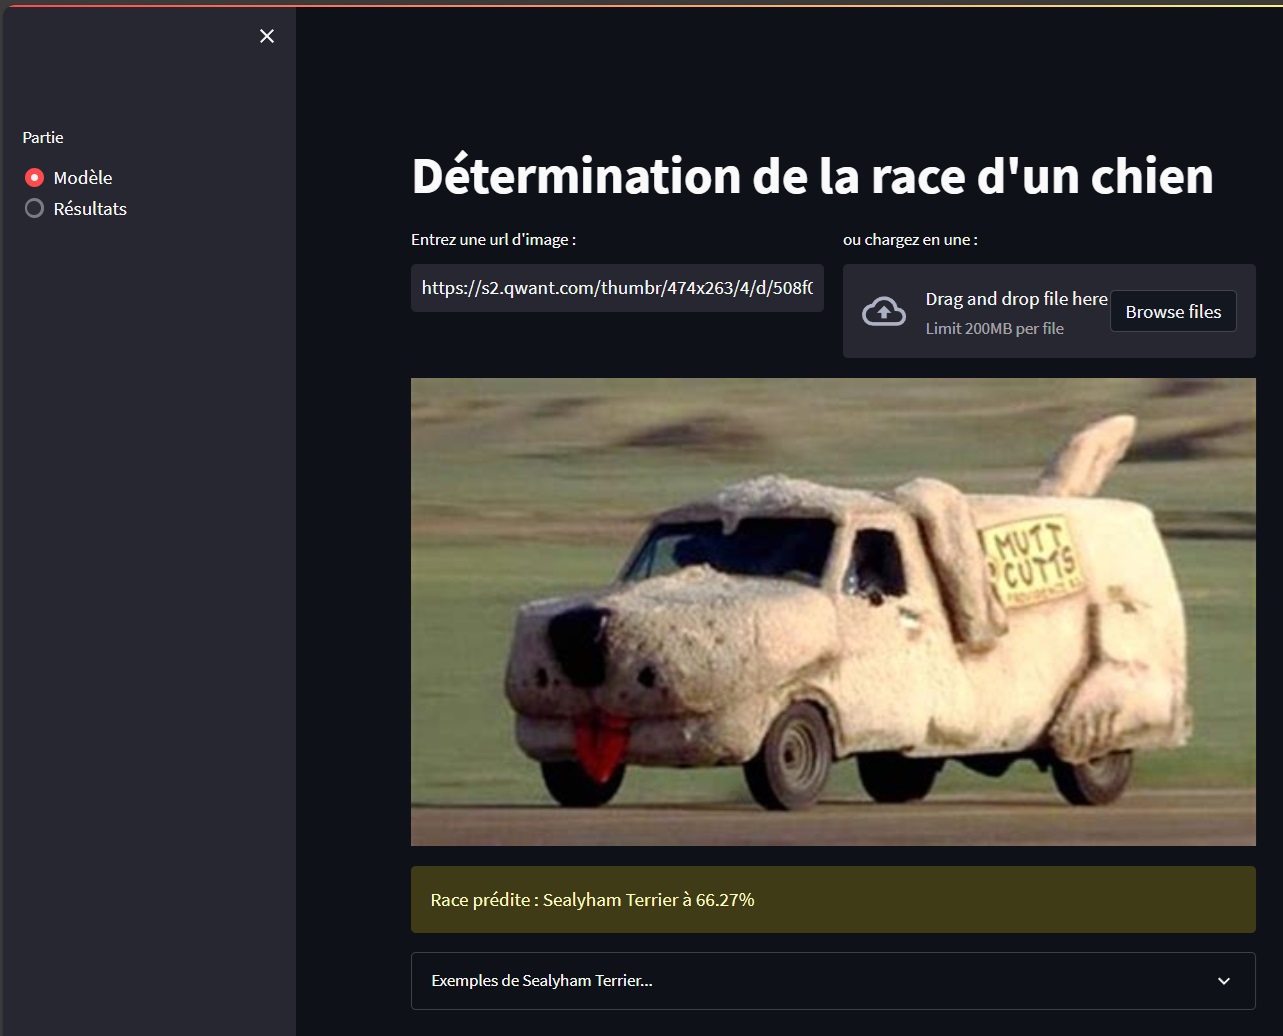 Partie
Modèle
Résultats
Détermination de la race d'un chien
Entrez une url d'image :
https://s2.qwant.com/thumbr/474x263/4/d/508f
ou chargez en une :
Drag and drop file here
Limit 200MB per file
Browse files
MUTT
CUTTS
Race prédite : Sealyham Terrier à 66.27%
Exemples de Sealyham Terrier...